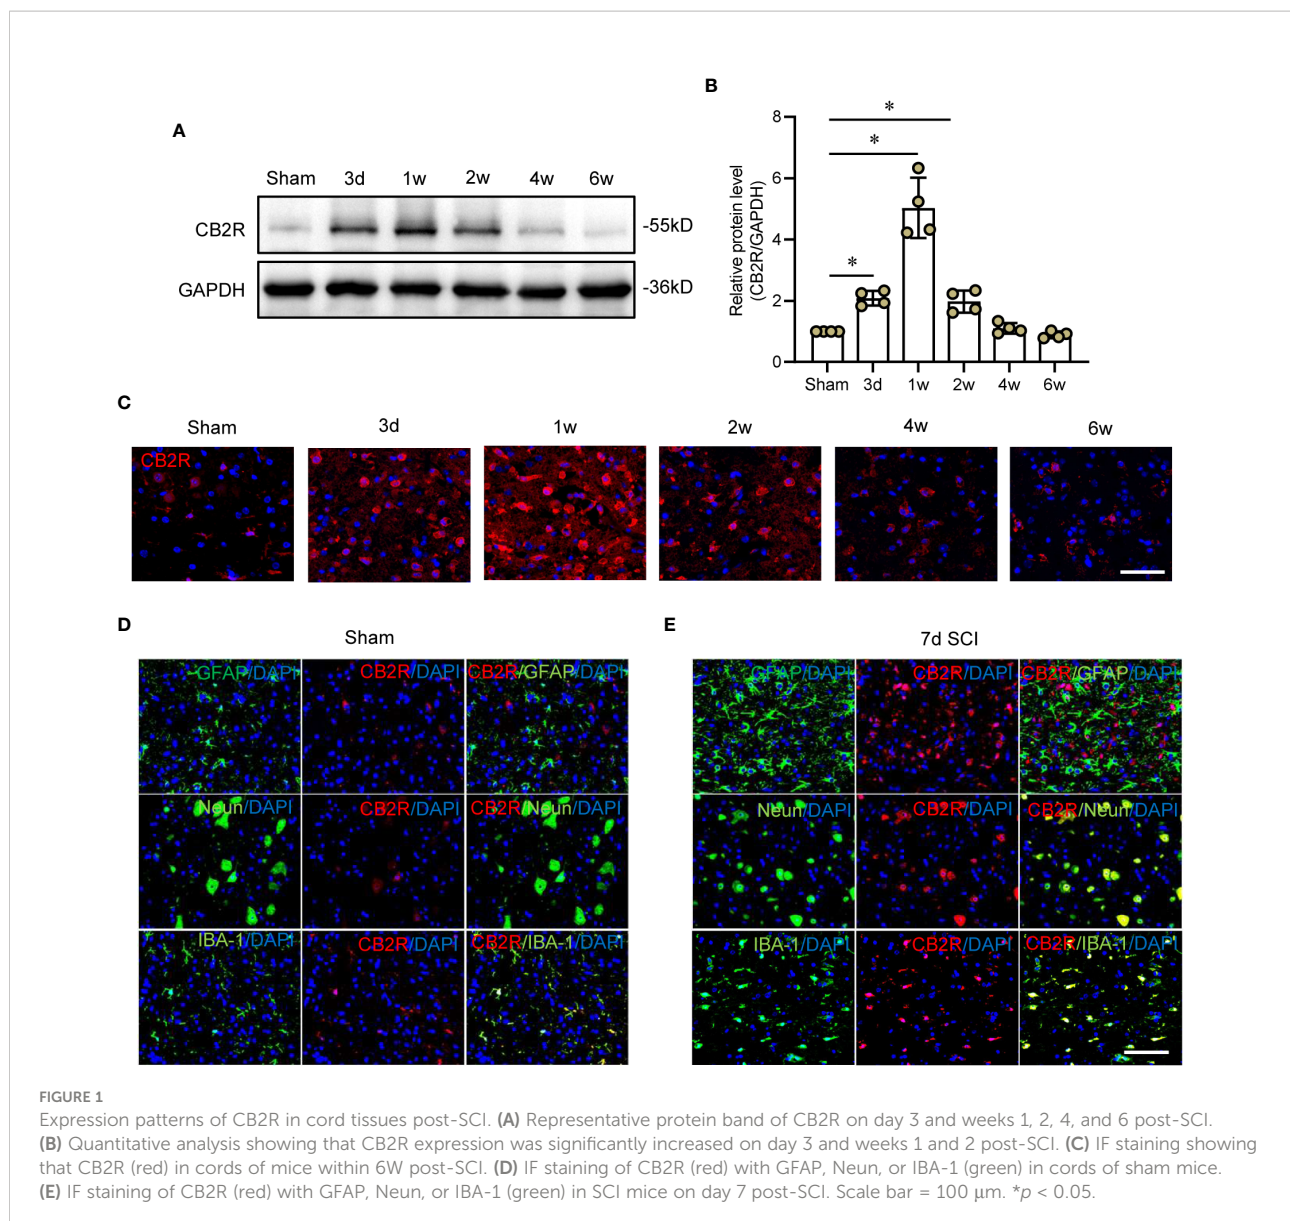 A
Sham 3d 1w 2w 4w 6w
CB2R -55kD
GAPDH -36kD
B
Relative protein level
(CB2R/GAPDH)
8
6
4
2
0
* * *
Sham 3d 1w 2w 4w 6w
C
Sham 3d 1w 2w 4w 6w
CB2R
D
Sham
GFAP/DAPI CB2R/DAPI CB2R/GFAP/DAPI
Neun/DAPI CB2R/DAPI CB2R/Neun/DAPI
IBA-1/DAPI CB2R/DAPI CB2R/IBA-1/DAPI
E
7d SCI
GFAP/DAPI CB2R/DAPI CB2R/GFAP/DAPI
Neun/DAPI CB2R/DAPI CB2R/Neun/DAPI
IBA-1/DAPI CB2R/DAPI CB2R/IBA-1/DAPI
FIGURE 1
Expression patterns of CB2R in cord tissues post-SCI. (A) Representative protein band of CB2R on day 3 and weeks 1, 2, 4, and 6 post-SCI.
(B) Quantitative analysis showing that CB2R expression was significantly increased on day 3 and weeks 1 and 2 post-SCI. (C) IF staining showing
that CB2R (red) in cords of mice within 6W post-SCI. (D) IF staining of CB2R (red) with GFAP, Neun, or IBA-1 (green) in cords of sham mice.
(E) IF staining of CB2R (red) with GFAP, Neun, or IBA-1 (green) in SCI mice on day 7 post-SCI. Scale bar = 100 μm. *p < 0.05.